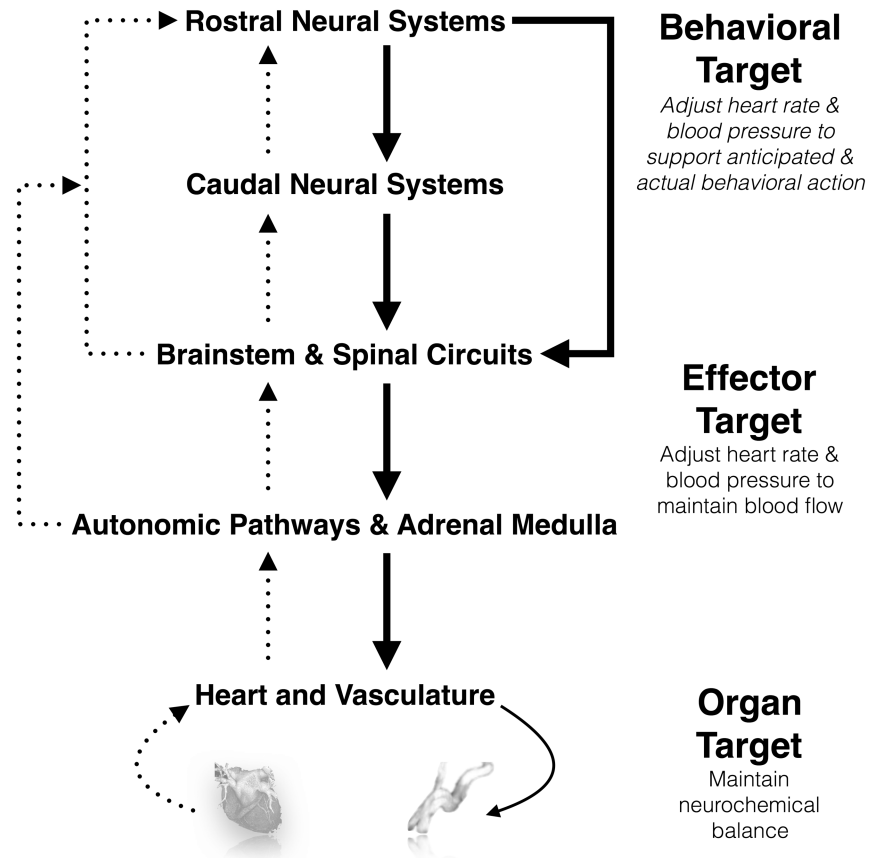 Rostral Neural Systems
Caudal Neural Systems
Brainstem & Spinal Circuits
Autonomic Pathways & Adrenal Medulla
Heart and Vasculature
Behavioral
Target
Adjust heart rate &
blood pressure to
support anticipated &
actual behavioral action
Effector
Target
Adjust heart rate &
blood pressure to
maintain blood flow
Organ
Target
Maintain
neurochemical
balance